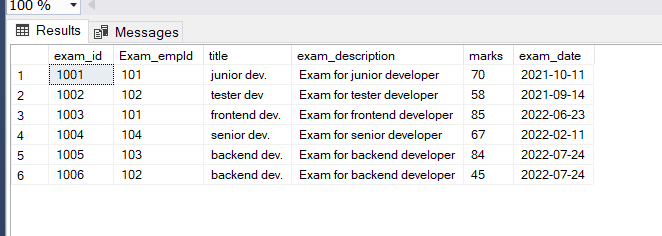 100 %
Results Messages
exam_id Exam_empId title exam_description marks exam_date
1 1001 101 junior dev. Exam for junior developer 70 2021-10-11
2 1002 102 tester dev Exam for tester developer 58 2021-09-14
3 1003 101 frontend dev. Exam for frontend developer 85 2022-06-23
4 1004 104 senior dev. Exam for senior developer 67 2022-02-11
5 1005 103 backend dev. Exam for backend developer 84 2022-07-24
6 1006 102 backend dev. Exam for backend developer 45 2022-07-24